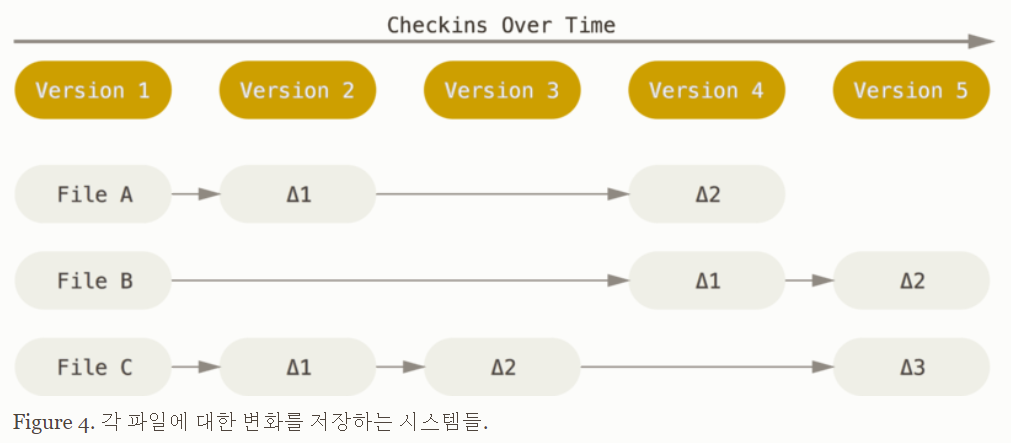 Checkins Over Time
Version 1 Version 2 Version 3 Version 4 Version 5
File A Δ1 Δ2
File B Δ1 Δ2
File C Δ1 Δ2 Δ3
Figure 4. 각 파일에 대한 변화를 저장하는 시스템들.